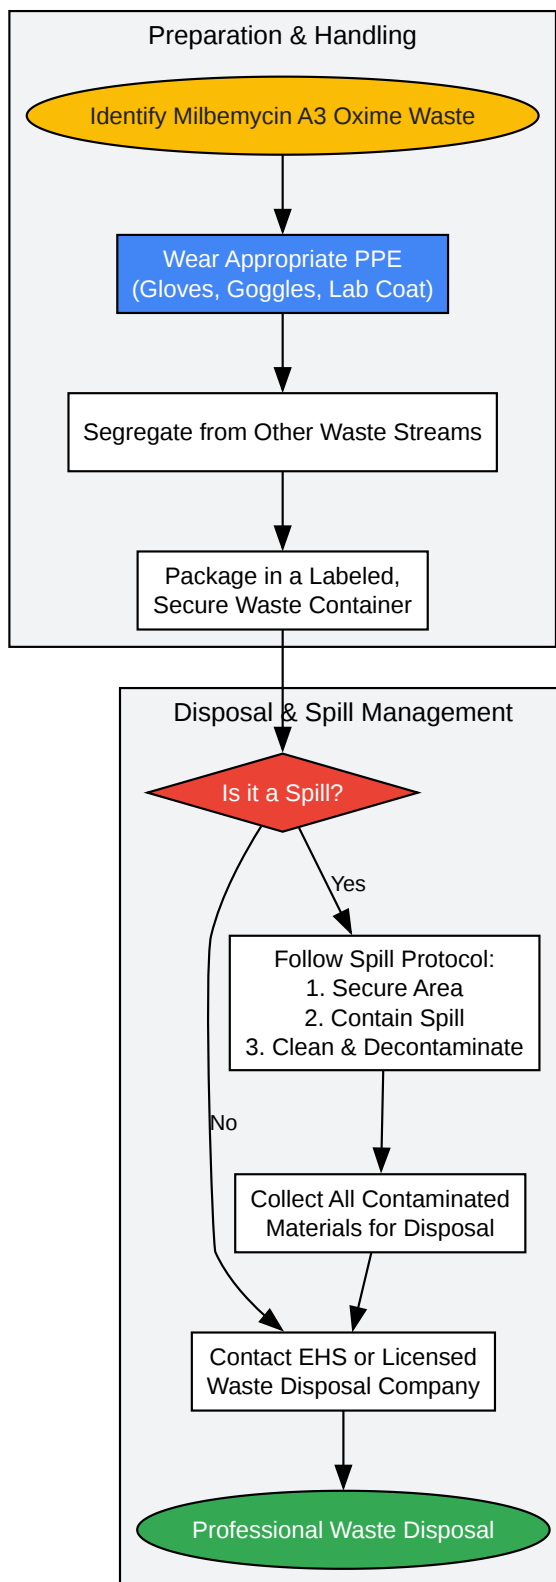 Preparation & Handling
Identify Milbemycin A3 Oxime Waste
Wear Appropriate PPE
(Gloves, Goggles, Lab Coat)
Segregate from Other Waste Streams
Package in a Labeled,
Secure Waste Container
Disposal & Spill Management
Is it a Spill?
Yes
Follow Spill Protocol:
1. Secure Area
2. Contain Spill
3. Clean & Decontaminate
No
Collect All Contaminated
Materials for Disposal
Contact EHS or Licensed
Waste Disposal Company
Professional Waste Disposal